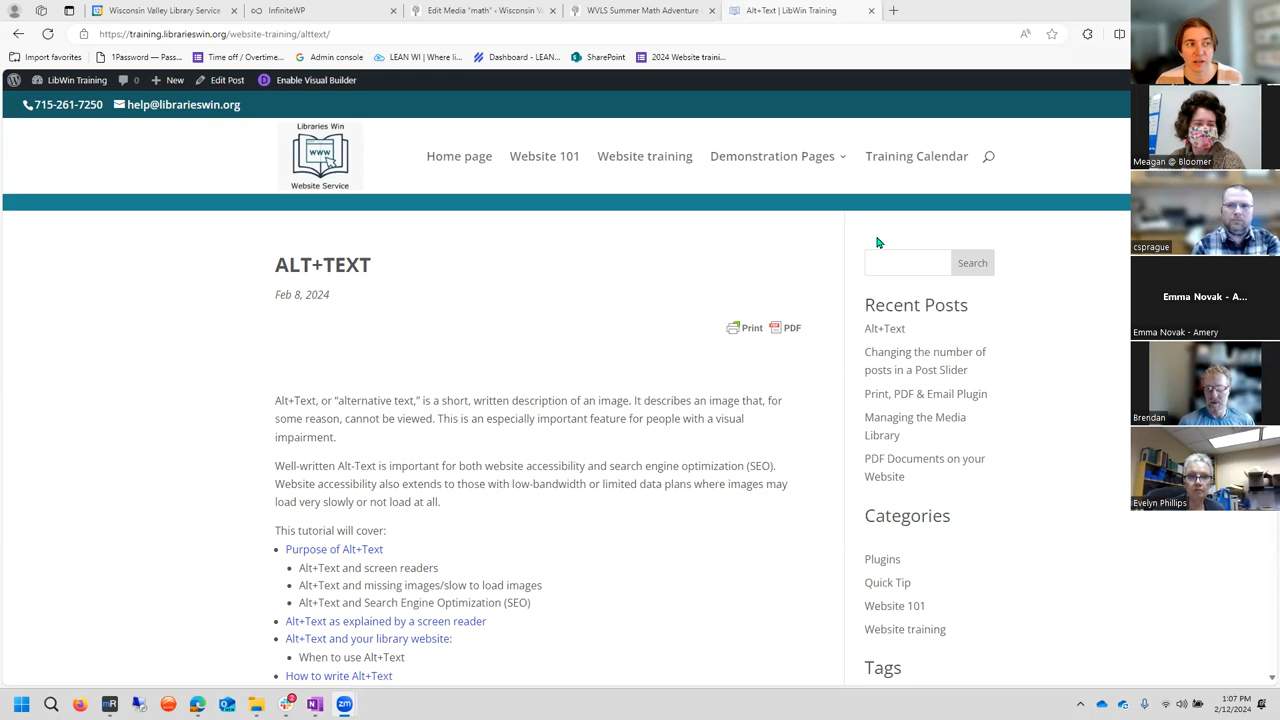 Wisconsin Valley Library Service
InfiniteWP
Edit Media "math" ‹ Wisconsin V
WVLS Summer Math Adventure
Alt+Text | LibWin Training
https://training.librarieswin.org/website-training/alttext/
Import favorites
1Password — Pass...
Time off / Overtime...
Admin console
LEAN WI | Where li...
Dashboard - LEAN...
SharePoint
2024 Website traini...
LibWin Training
0
New
Edit Post
Enable Visual Builder
715-261-7250
help@librarieswin.org
Libraries Win
WWW
Website Service
Home page
Website 101
Website training
Demonstration Pages
Training Calendar
ALT+TEXT
Feb 8, 2024
Print
PDF
Alt+Text, or “alternative text,” is a short, written description of an image. It describes an image that, for
some reason, cannot be viewed. This is an especially important feature for people with a visual
impairment.
Well-written Alt-Text is important for both website accessibility and search engine optimization (SEO).
Website accessibility also extends to those with low-bandwidth or limited data plans where images may
load very slowly or not load at all.
This tutorial will cover:
Purpose of Alt+Text
Alt+Text and screen readers
Alt+Text and missing images/slow to load images
Alt+Text and Search Engine Optimization (SEO)
Alt+Text as explained by a screen reader
Alt+Text and your library website:
When to use Alt+Text
How to write Alt+Text
Search
Recent Posts
Alt+Text
Changing the number of
posts in a Post Slider
Print, PDF & Email Plugin
Managing the Media
Library
PDF Documents on your
Website
Categories
Plugins
Quick Tip
Website 101
Website training
Tags
Meagan @ Bloomer
csprague
Emma Novak - A...
Emma Novak - Amery
Brendan
Evelyn Phillips
1:07 PM
2/12/2024